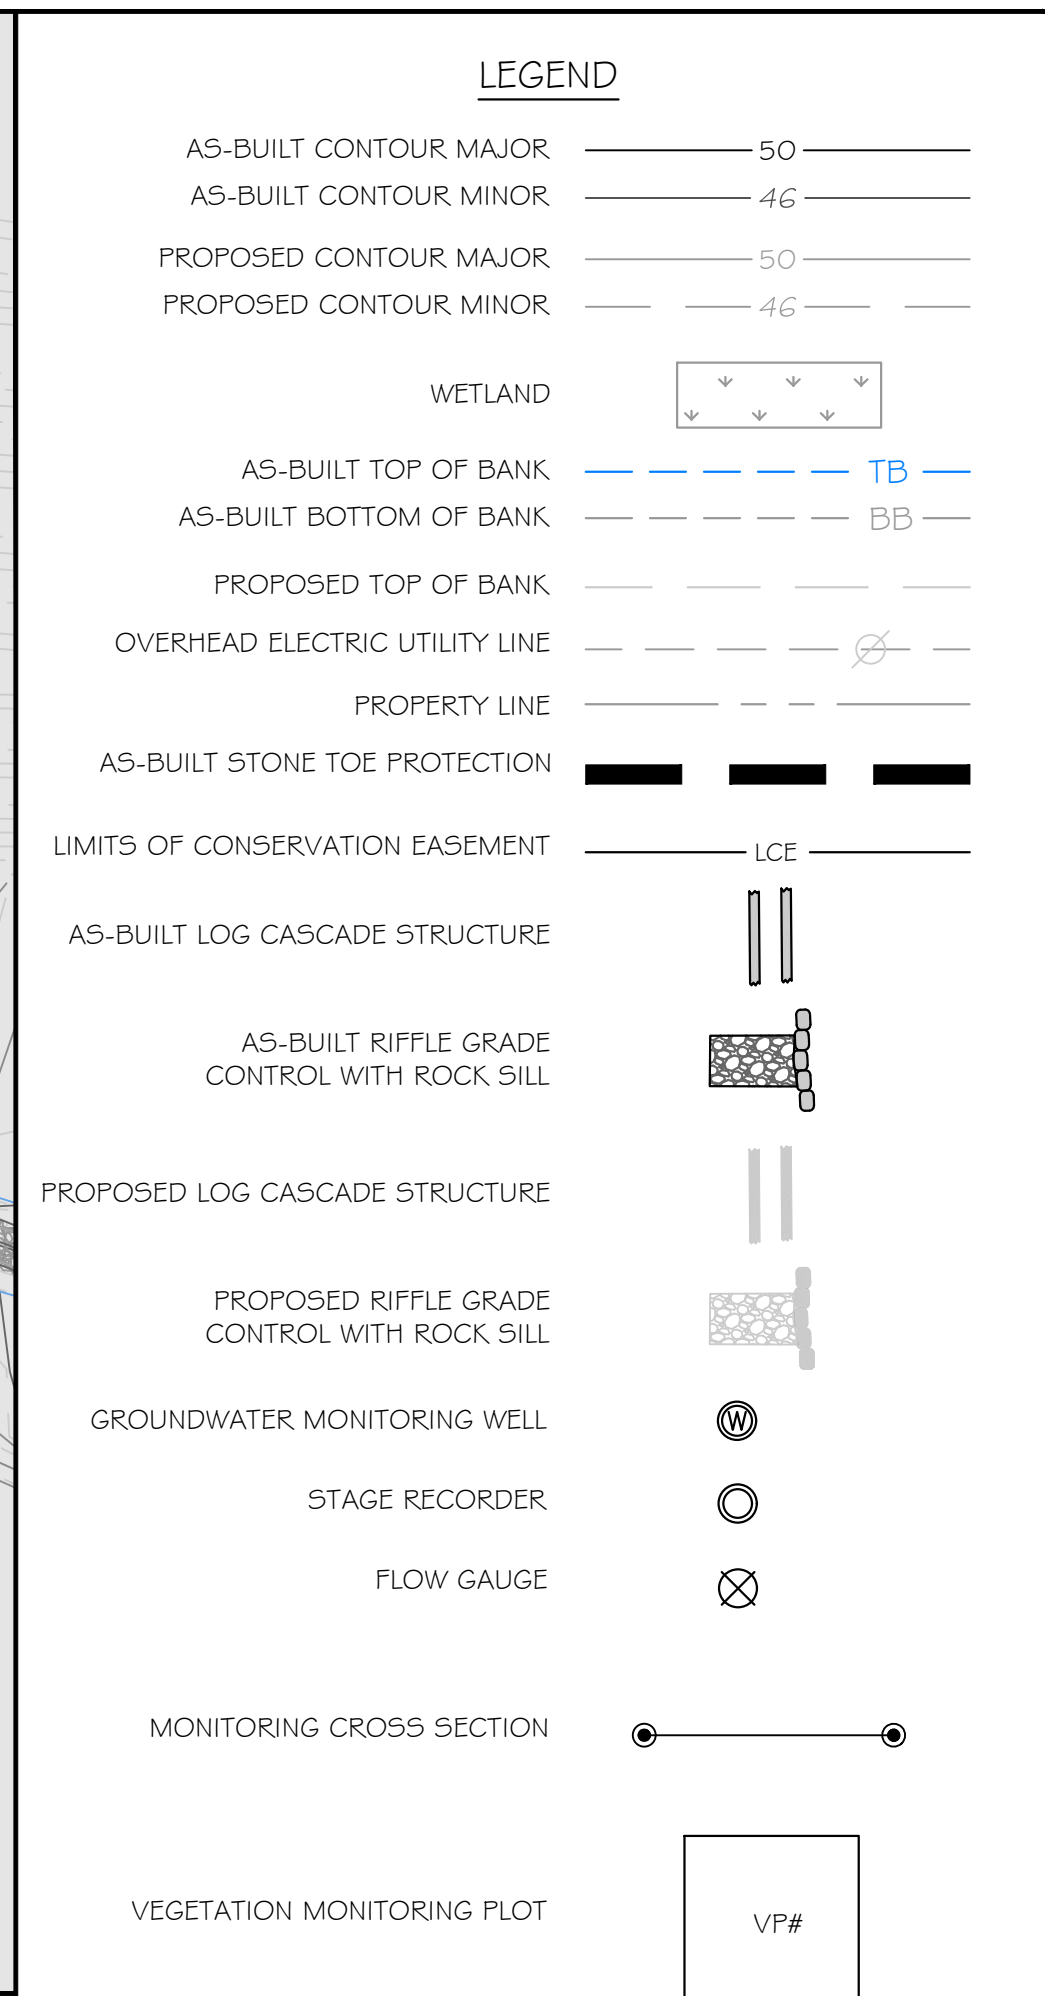 LEGEND
AS-BUILT CONTOUR MAJOR 50
AS-BUILT CONTOUR MINOR 46
PROPOSED CONTOUR MAJOR 50
PROPOSED CONTOUR MINOR 46
WETLAND
AS-BUILT TOP OF BANK TB
AS-BUILT BOTTOM OF BANK BB
PROPOSED TOP OF BANK
OVERHEAD ELECTRIC UTILITY LINE
PROPERTY LINE
AS-BUILT STONE TOE PROTECTION
LIMITS OF CONSERVATION EASEMENT LCE
AS-BUILT LOG CASCADE STRUCTURE
AS-BUILT RIFFLE GRADE
CONTROL WITH ROCK SILL
PROPOSED LOG CASCADE STRUCTURE
PROPOSED RIFFLE GRADE
CONTROL WITH ROCK SILL
GROUNDWATER MONITORING WELL W
STAGE RECORDER
FLOW GAUGE
MONITORING CROSS SECTION
VEGETATION MONITORING PLOT VP#